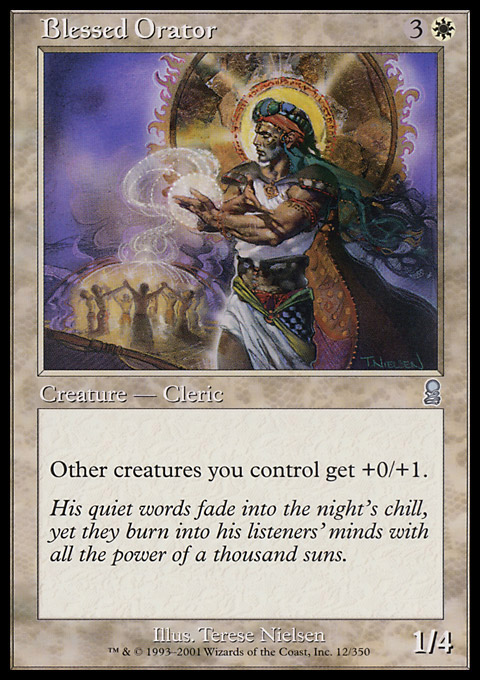 Blessed Orator 3
T. NIELSEN
Creature — Cleric
Other creatures you control get +0/+1.
His quiet words fade into the night's chill,
yet they burn into his listeners' minds with
all the power of a thousand suns.
Illus. Terese Nielsen
1/4
™ & © 1993–2001 Wizards of the Coast, Inc. 12/350